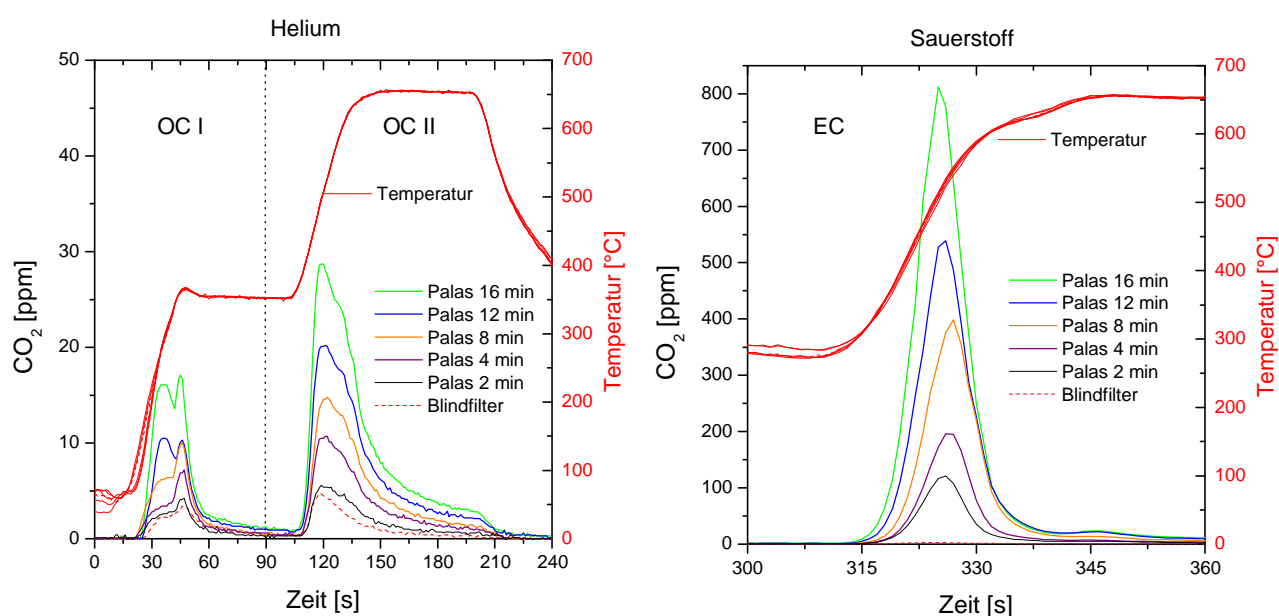 Helium
50
40
30
20
10
0
CO₂ [ppm]
0
30
60
90
120
150
180
210
240
Zeit [s]
700
600
500
400
300
200
100
0
Temperatur [°C]
OC I
OC II
Temperatur
Palas 16 min
Palas 12 min
Palas 8 min
Palas 4 min
Palas 2 min
Blindfilter
Sauerstoff
800
700
600
500
400
300
200
100
0
CO₂ [ppm]
300
315
330
345
360
Zeit [s]
700
600
500
400
300
200
100
0
Temperatur [°C]
EC
Temperatur
Palas 16 min
Palas 12 min
Palas 8 min
Palas 4 min
Palas 2 min
Blindfilter